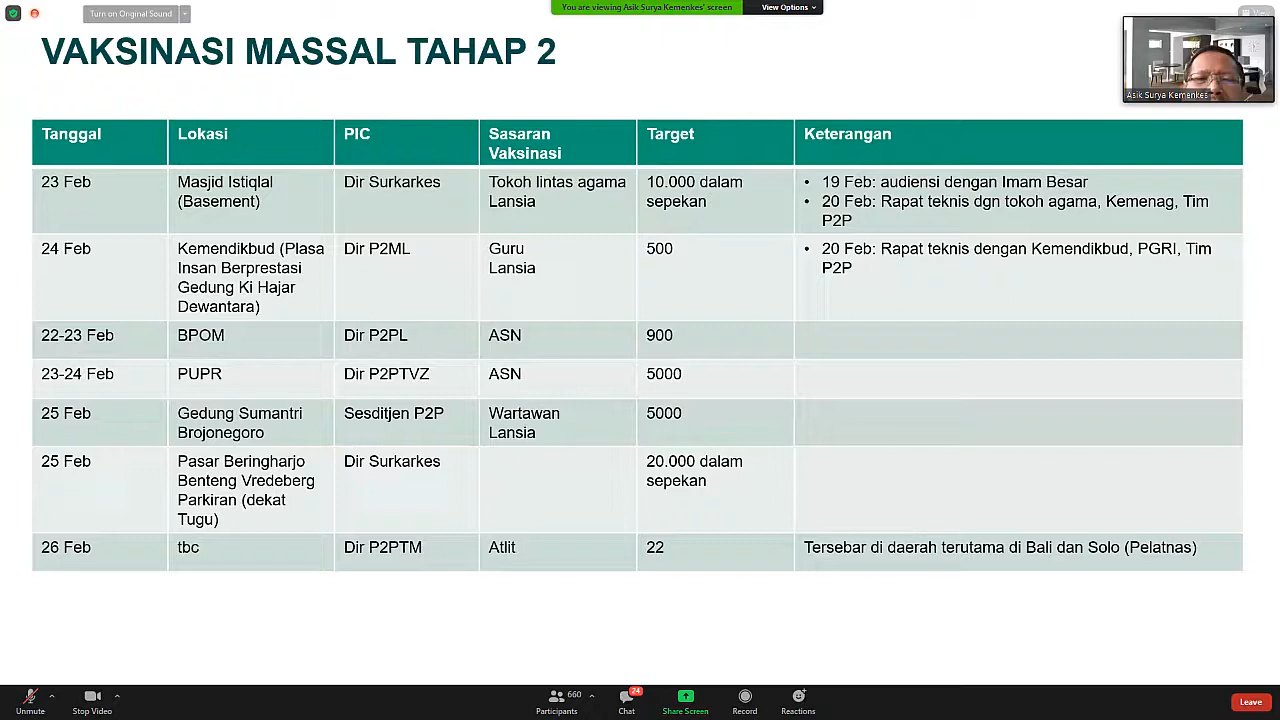 Turn on Original Sound
You are viewing Asik Surya Kemenkes' screen
View Options
View
VAKSINASI MASSAL TAHAP 2
Asik Surya Kemenkes
Tanggal
Lokasi
PIC
Sasaran
Vaksinasi
Target
Keterangan
23 Feb
Masjid Istiqlal
(Basement)
Dir Surkarkes
Tokoh lintas agama
Lansia
10.000 dalam
sepekan
• 19 Feb: audiensi dengan Imam Besar
• 20 Feb: Rapat teknis dgn tokoh agama, Kemenag, Tim
P2P
24 Feb
Kemendikbud (Plasa
Insan Berprestasi
Gedung Ki Hajar
Dewantara)
Dir P2ML
Guru
Lansia
500
• 20 Feb: Rapat teknis dengan Kemendikbud, PGRI, Tim
P2P
22-23 Feb
BPOM
Dir P2PL
ASN
900
23-24 Feb
PUPR
Dir P2PTVZ
ASN
5000
25 Feb
Gedung Sumantri
Brojonegoro
Sesditjen P2P
Wartawan
Lansia
5000
25 Feb
Pasar Beringharjo
Benteng Vredeberg
Parkiran (dekat
Tugu)
Dir Surkarkes
20.000 dalam
sepekan
26 Feb
tbc
Dir P2PTM
Atlit
22
Tersebar di daerah terutama di Bali dan Solo (Pelatnas)
Unmute
Stop Video
660
Participants
24
Chat
Share Screen
Record
Reactions
Leave